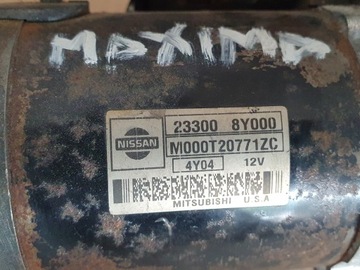 MAXIMA
NISSAN
23300 8Y000
M000T20771ZC
4Y04 12V
MITSUBISHI U.S.A